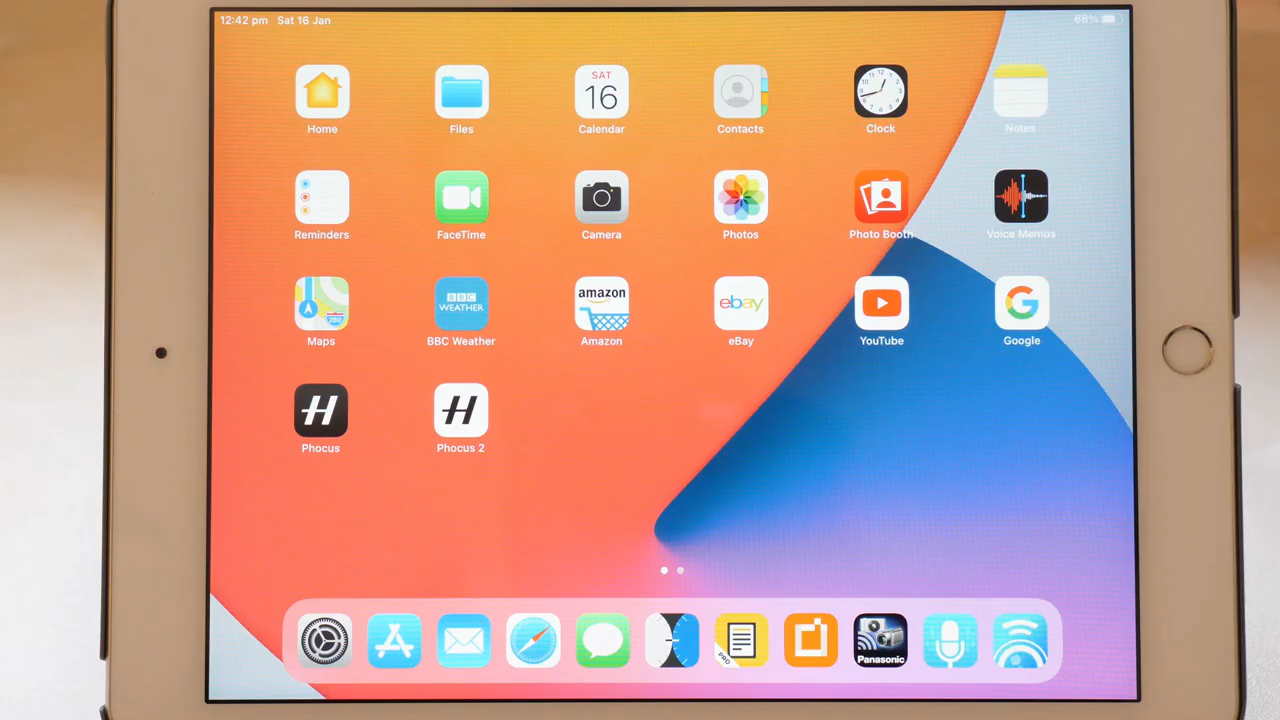 12:42 pm Sat 16 Jan
68%
SAT
16
Home
Files
Calendar
Contacts
Clock
Notes
Reminders
FaceTime
Camera
Photos
Photo Booth
Voice Memos
BBC
WEATHER
amazon
ebay
Maps
BBC Weather
Amazon
eBay
YouTube
Google
H
H
Phocus
Phocus 2
PRO
Panasonic